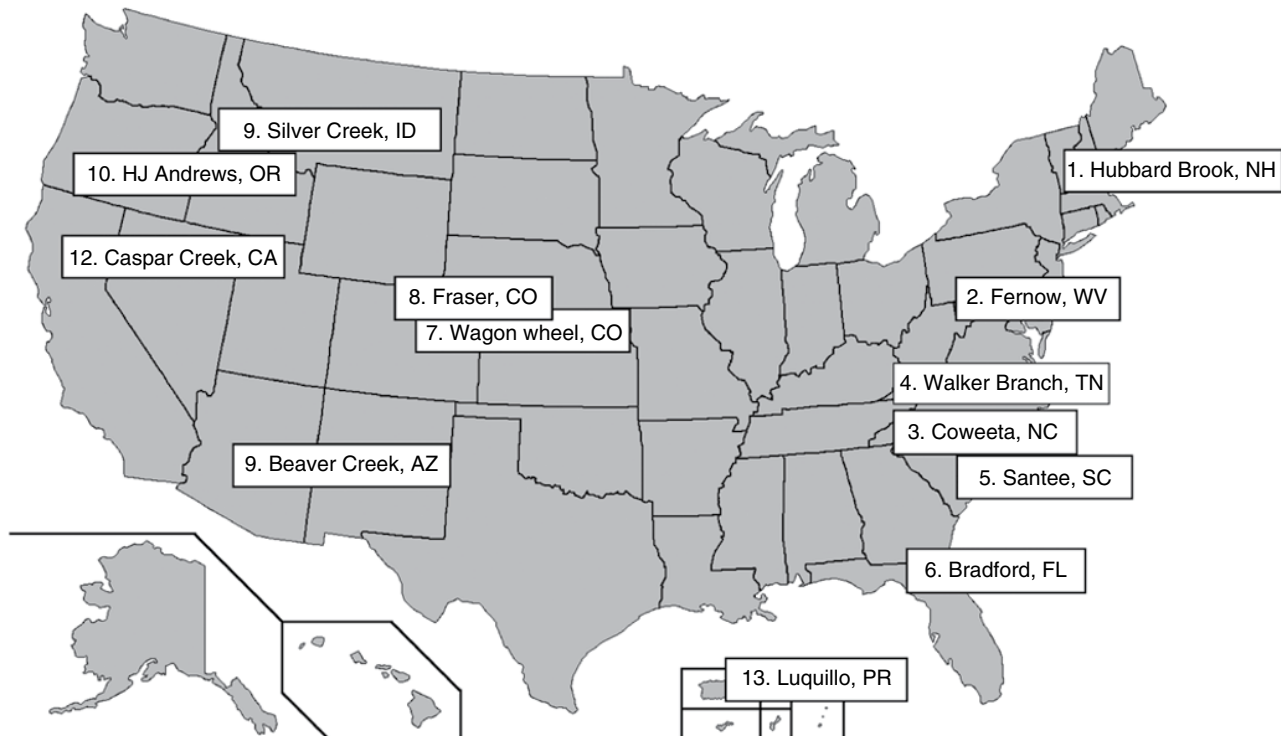 9. Silver Creek, ID
1. Hubbard Brook, NH
10. HJ Andrews, OR
12. Caspar Creek, CA
8. Fraser, CO
2. Fernow, WV
7. Wagon wheel, CO
4. Walker Branch, TN
3. Coweeta, NC
9. Beaver Creek, AZ
5. Santee, SC
6. Bradford, FL
13. Luquillo, PR